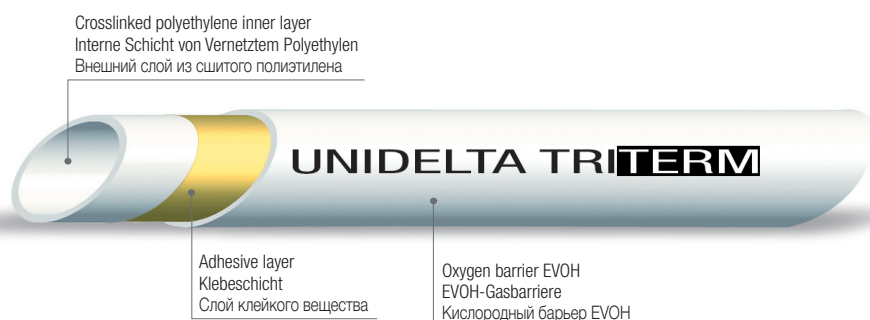 Crosslinked polyethylene inner layer
Interne Schicht von Vernetztem Polyethylen
Внешний слой из сшитого полиэтилена
UNIDELTA TRITERM
Adhesive layer
Klebeschicht
Слой клейкого вещества
Oxygen barrier EVOH
EVOH-Gasbarriere
Кислородный барьер EVOH